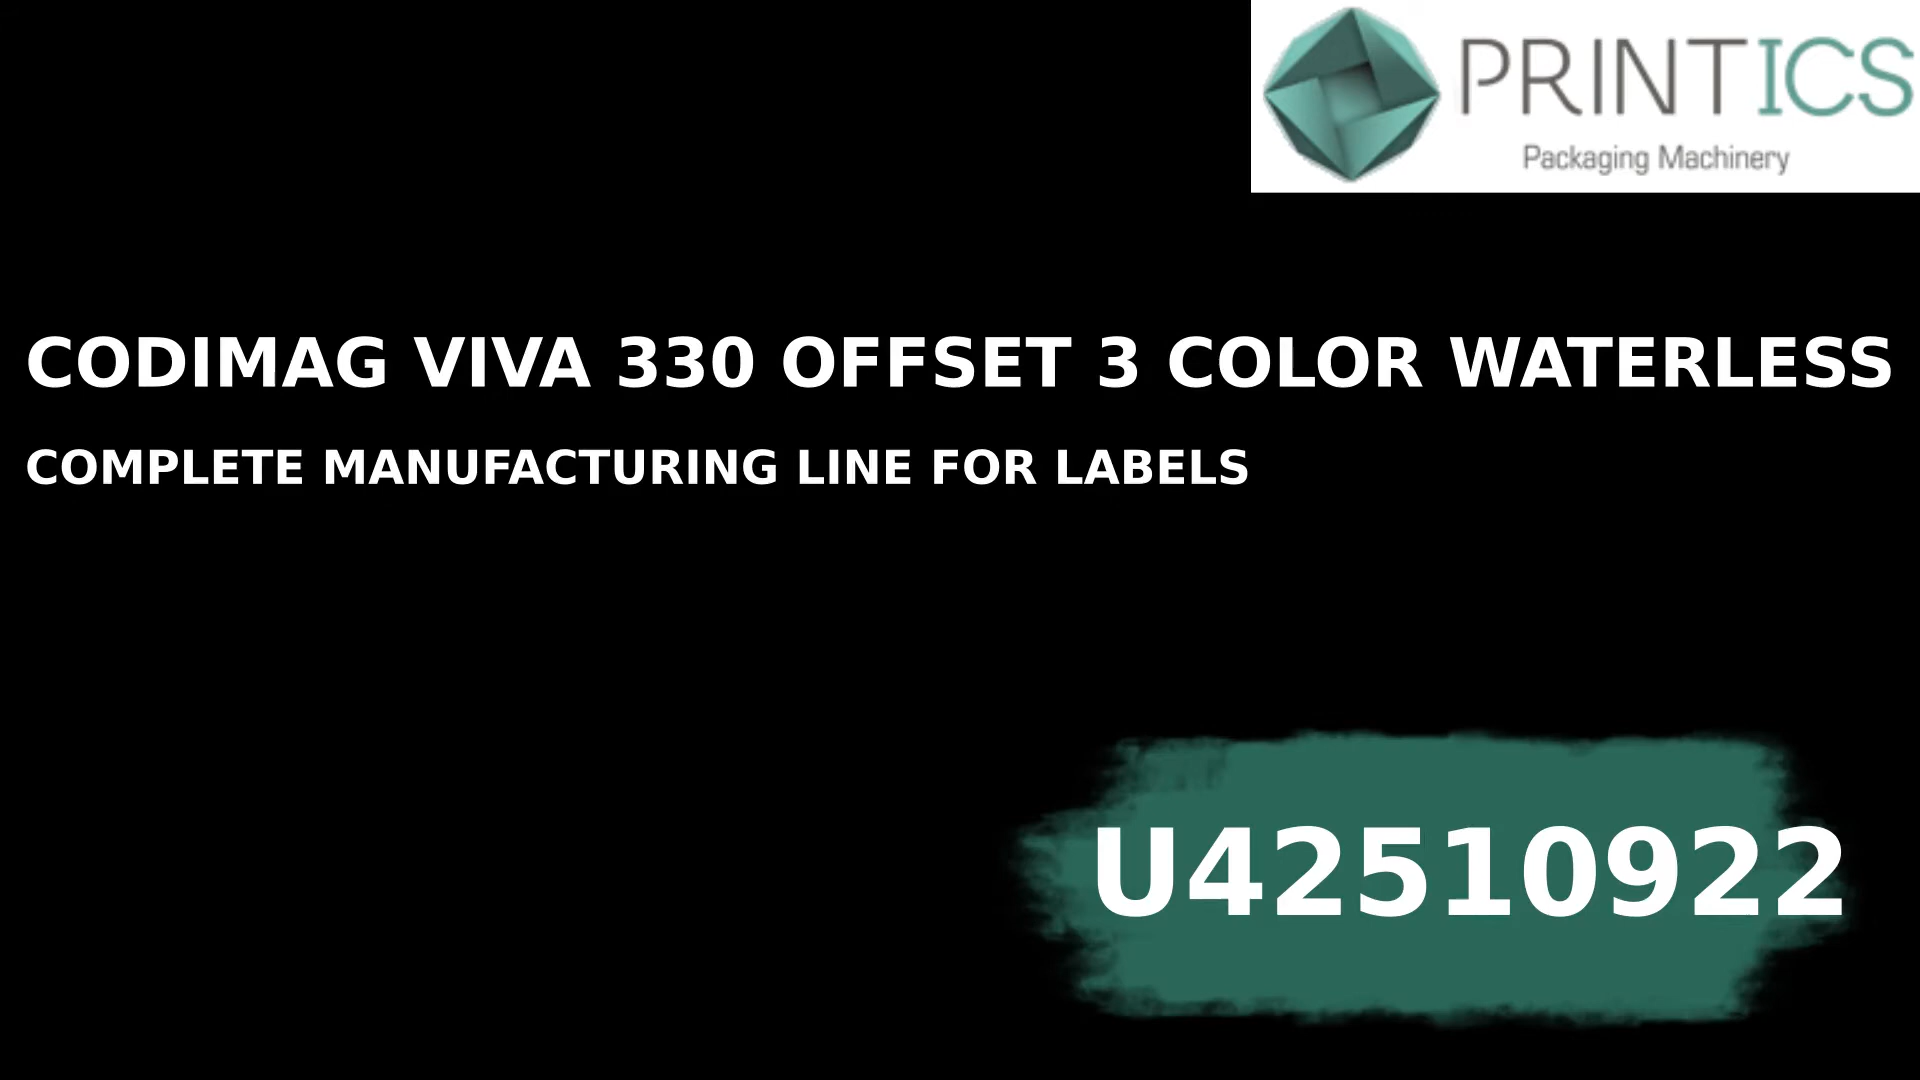 PRINTICS
Packaging Machinery
CODIMAG VIVA 330 OFFSET 3 COLOR WATERLESS
COMPLETE MANUFACTURING LINE FOR LABELS
U42510922